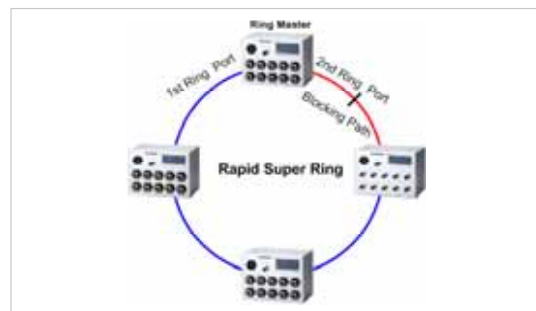 Ring Master
1st Ring Port
2nd Ring Port
Blocking Path
Rapid Super Ring